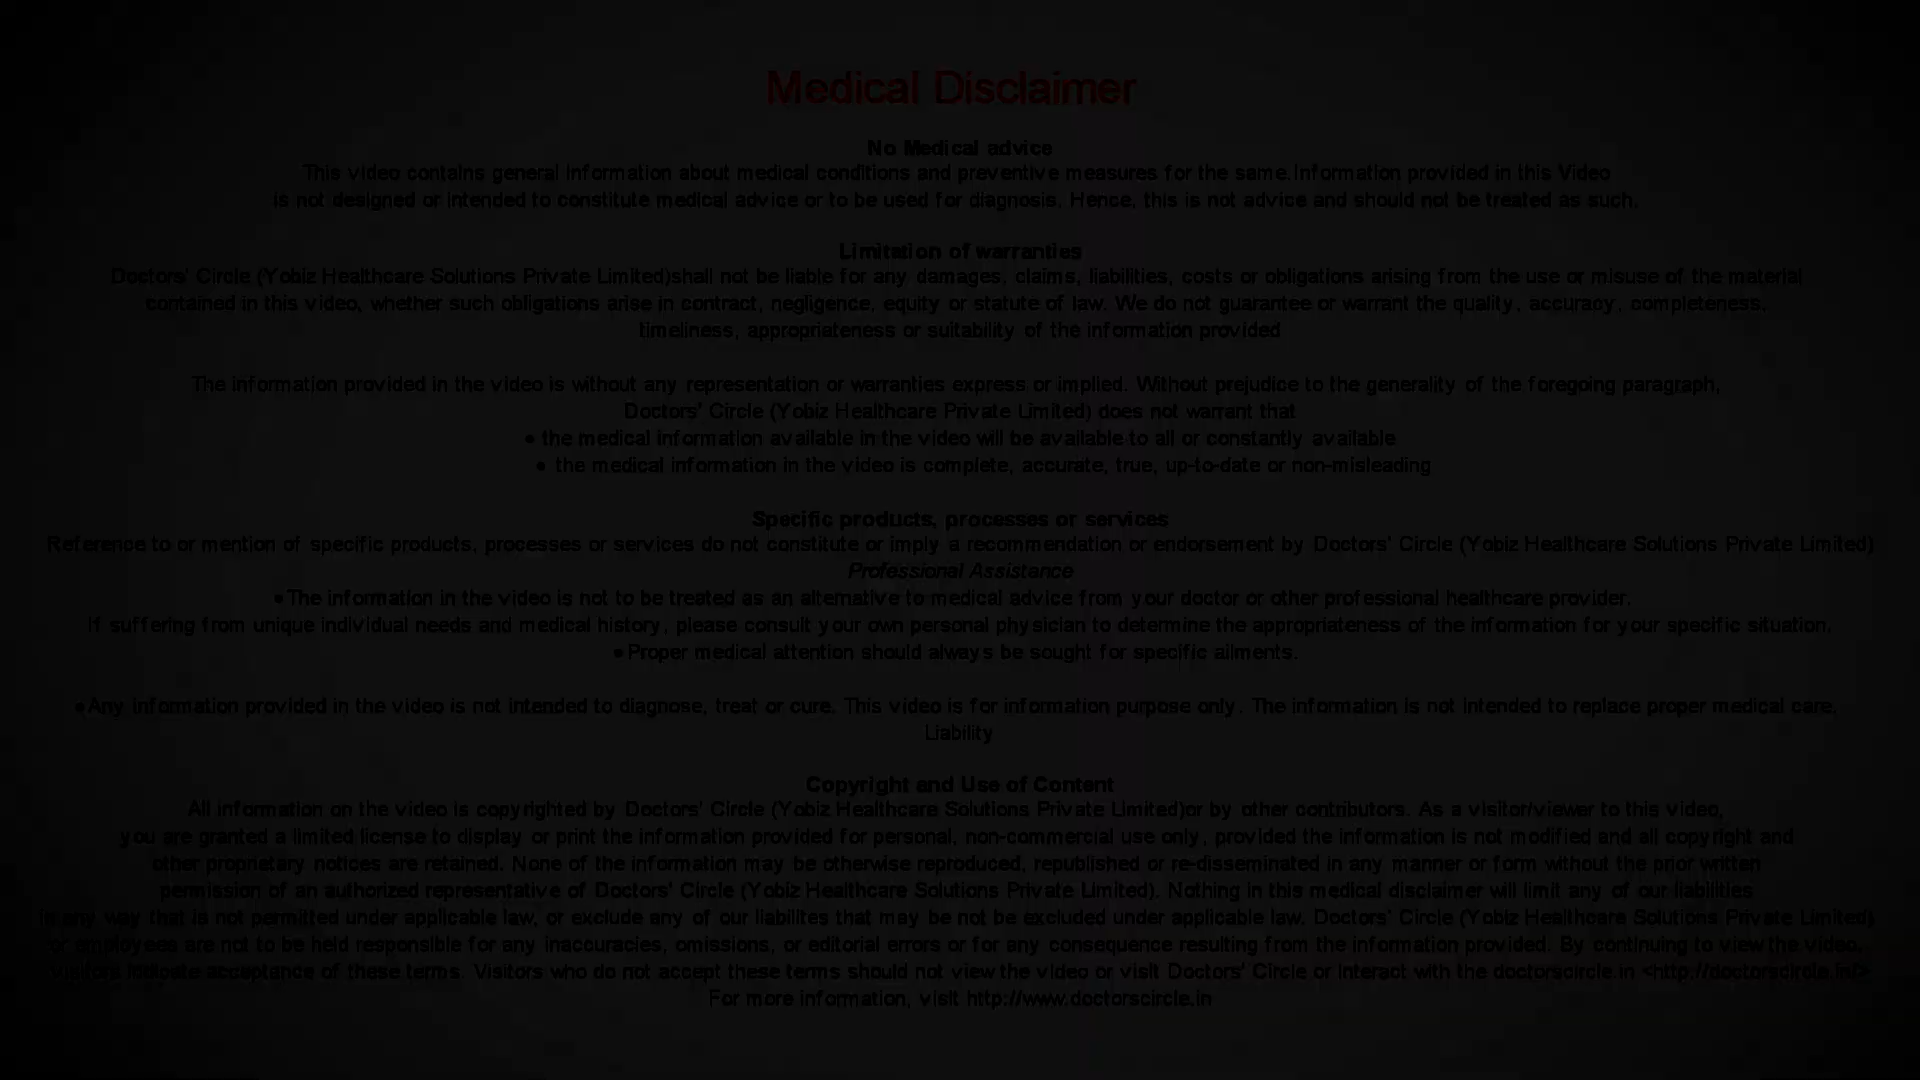 Medical Disclaimer
No Medical advice
This video contains general information about medical conditions and preventive measures for the same.Information provided in this Video
is not designed or intended to constitute medical advice or to be used for diagnosis. Hence, this is not advice and should not be treated as such.
Limitation of warranties
Doctors' Circle (Yobiz Healthcare Solutions Private Limited)shall not be liable for any damages, claims, liabilities, costs or obligations arising from the use or misuse of the material
contained in this video, whether such obligations arise in contract, negligence, equity or statute of law. We do not guarantee or warrant the quality, accuracy, completeness,
timeliness, appropriateness or suitability of the information provided
The information provided in the video is without any representation or warranties express or implied. Without prejudice to the generality of the foregoing paragraph,
Doctors' Circle (Yobiz Healthcare Private Limited) does not warrant that
• the medical information available in the video will be available to all or constantly available
• the medical information in the video is complete, accurate, true, up-to-date or non-misleading
Specific products, processes or services
Reference to or mention of specific products, processes or services do not constitute or imply a recommendation or endorsement by Doctors' Circle (Yobiz Healthcare Solutions Private Limited)
Professional Assistance
•The information in the video is not to be treated as an alternative to medical advice from your doctor or other professional healthcare provider.
If suffering from unique individual needs and medical history, please consult your own personal physician to determine the appropriateness of the information for your specific situation.
•Proper medical attention should always be sought for specific ailments.
•Any information provided in the video is not intended to diagnose, treat or cure. This video is for information purpose only. The information is not intended to replace proper medical care,
Liability
Copyright and Use of Content
All information on the video is copyrighted by Doctors' Circle (Yobiz Healthcare Solutions Private Limited)or by other contributors. As a visitor/viewer to this video,
you are granted a limited license to display or print the information provided for personal, non-commercial use only, provided the information is not modified and all copyright and
other proprietary notices are retained. None of the information may be otherwise reproduced, republished or re-disseminated in any manner or form without the prior written
permission of an authorized representative of Doctors' Circle (Yobiz Healthcare Solutions Private Limited). Nothing in this medical disclaimer will limit any of our liabilities
in any way that is not permitted under applicable law, or exclude any of our liabilites that may be not be excluded under applicable law. Doctors' Circle (Yobiz Healthcare Solutions Private Limited)
or employees are not to be held responsible for any inaccuracies, omissions, or editorial errors or for any consequence resulting from the information provided. By continuing to view the video,
indicate acceptance of these terms. Visitors who do not accept these terms should not view the video or visit Doctors' Circle or interact with the doctorscircle.in <http://doctorscircle.in/>
For more information, visit http://www.doctorscircle.in